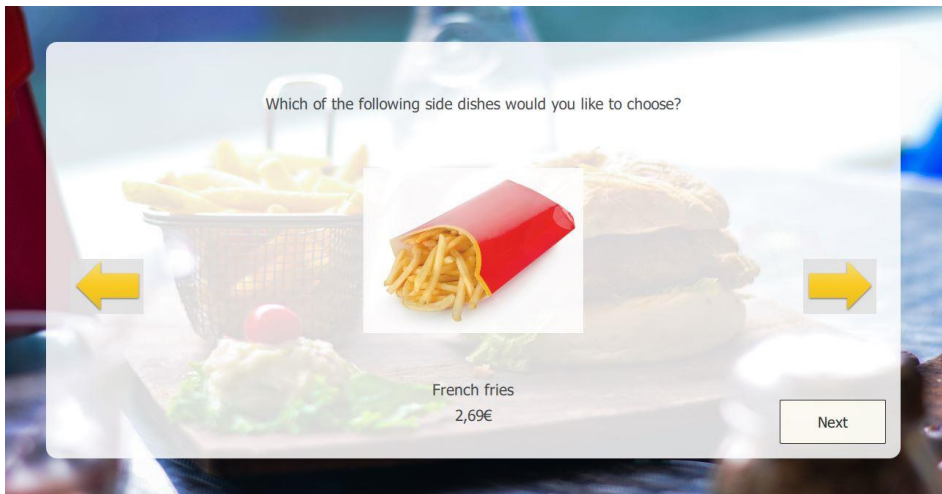 Which of the following side dishes would you like to choose?
French fries
2,69€
Next